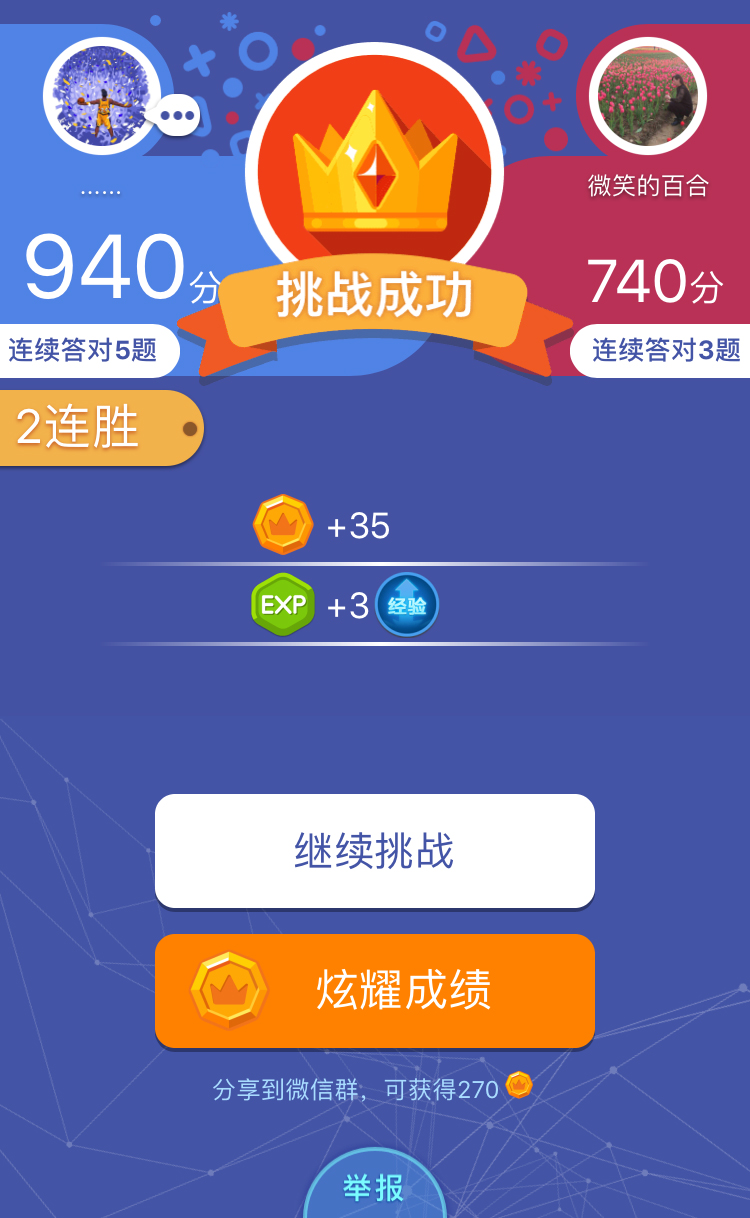 ······
微笑的百合
940分
740分
挑战成功
连续答对5题
连续答对3题
2连胜
+35
EXP +3 经验
继续挑战
炫耀成绩
分享到微信群，可获得270
举报